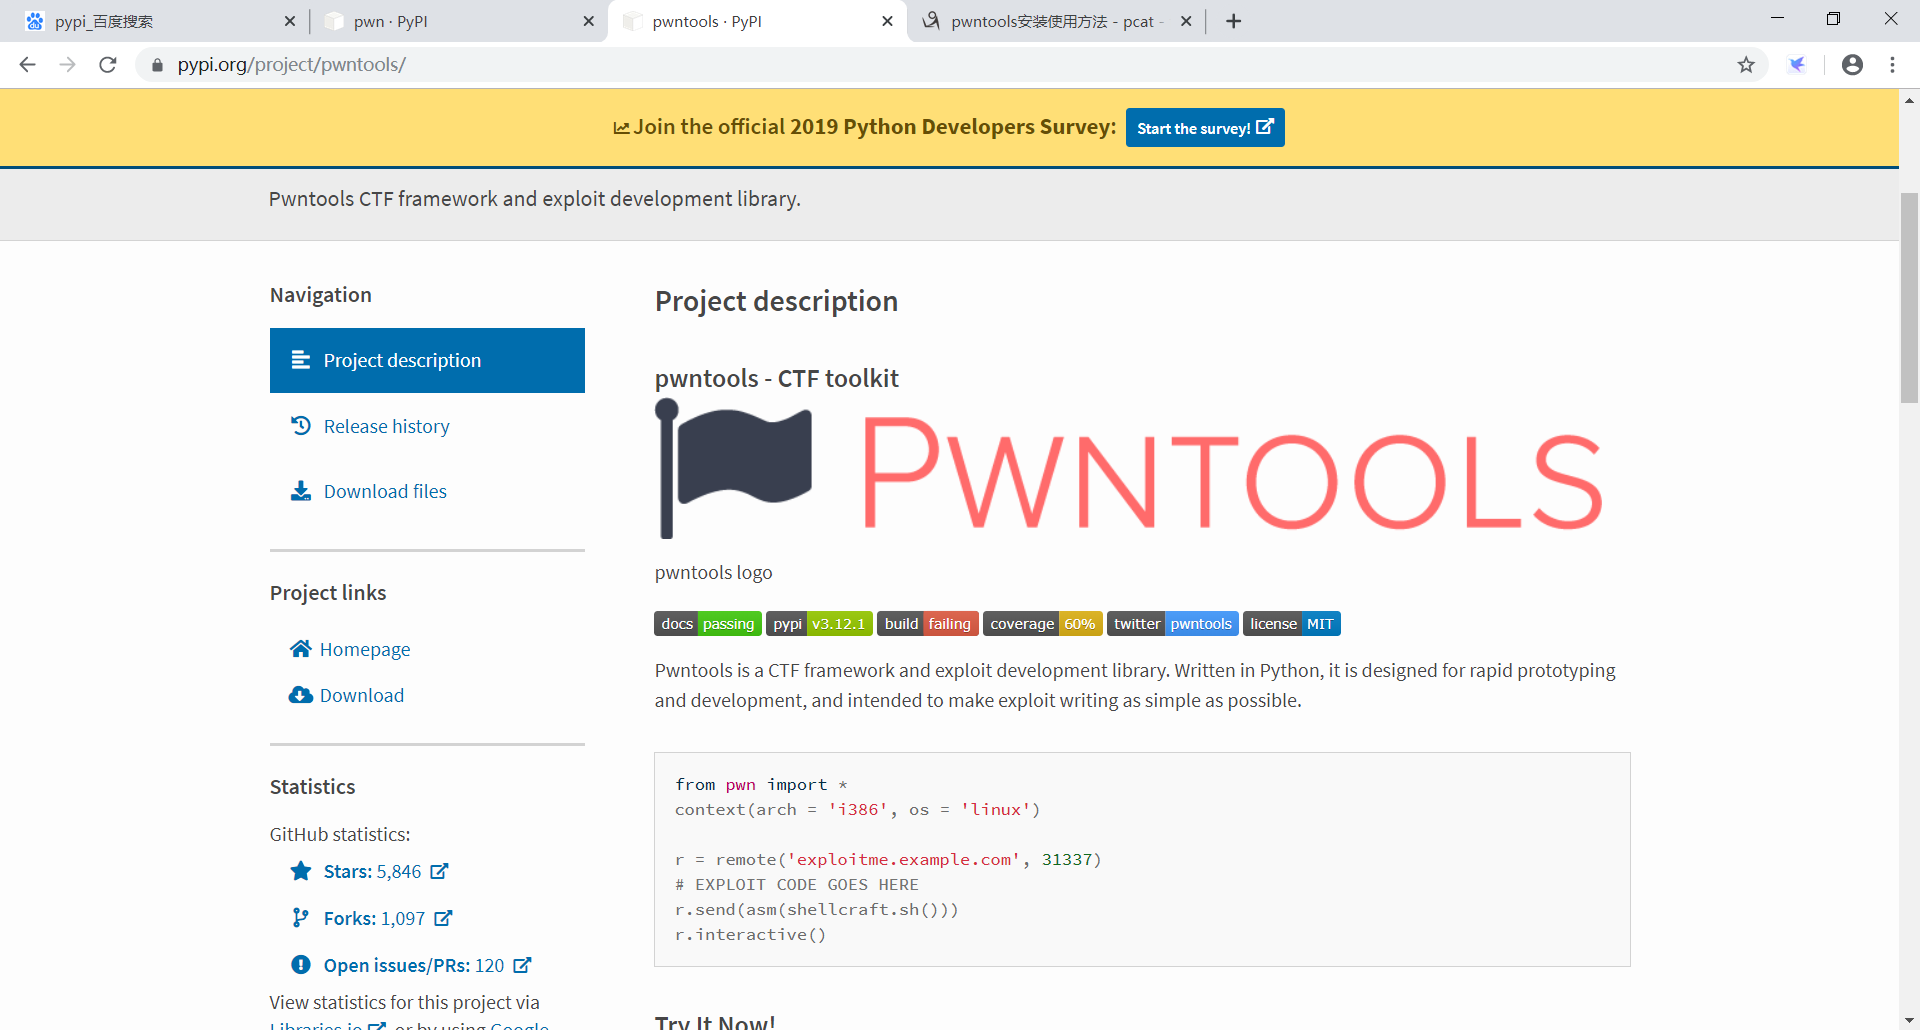 pypi_百度搜索
pwn · PyPI
pwntools · PyPI
pwntools安装使用方法 - pcat -
pypi.org/project/pwntools/
Join the official 2019 Python Developers Survey: Start the survey!
Pwntools CTF framework and exploit development library.
Navigation
Project description
Release history
Download files
Project links
Homepage
Download
Statistics
GitHub statistics:
Stars: 5,846
Forks: 1,097
Open issues/PRs: 120
View statistics for this project via
Libraries.io, or by using Google
Project description
pwntools - CTF toolkit
PWNTOOLS
pwntools logo
docs passing pypi v3.12.1 build failing coverage 60% twitter pwntools license MIT
Pwntools is a CTF framework and exploit development library. Written in Python, it is designed for rapid prototyping
and development, and intended to make exploit writing as simple as possible.
from pwn import *
context(arch = 'i386', os = 'linux')
r = remote('exploitme.example.com', 31337)
# EXPLOIT CODE GOES HERE
r.send(asm(shellcraft.sh()))
r.interactive()
Try It Now!